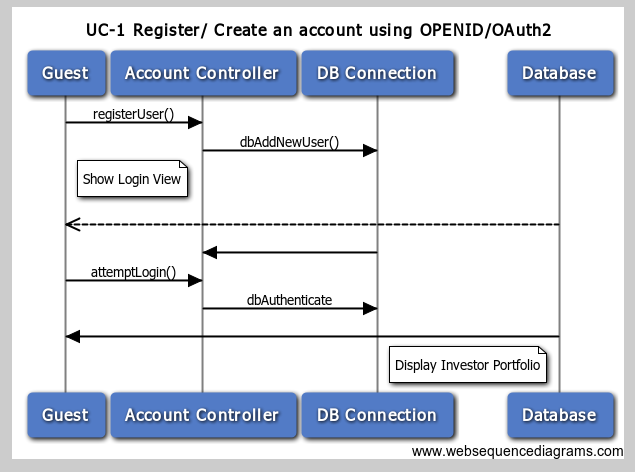 UC-1 Register/ Create an account using OPENID/OAuth2
Guest Account Controller DB Connection Database
registerUser()
dbAddNewUser()
Show Login View
attemptLogin()
dbAuthenticate
Display Investor Portfolio
Guest Account Controller DB Connection Database
www.websequencediagrams.com